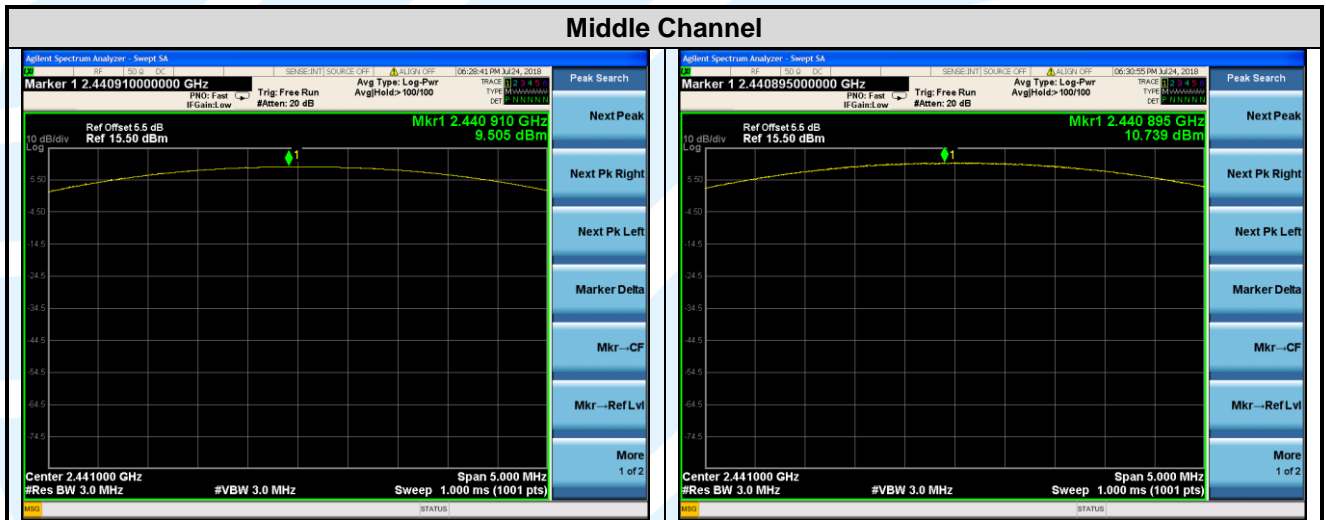 Middle Channel
Agilent Spectrum Analyzer - Swept SA
RF 50 Ω DC SENSE:INT SOURCE OFF ALIGN OFF 06:28:41 PM Jul 24, 2018
Marker 1 2.440910000000 GHz
PNO: Fast
IFGain:Low
Trig: Free Run
#Atten: 20 dB
Avg Type: Log-Pwr
Avg|Hold:>100/100
TRACE 1 2 3 4 5 6
TYPE M
DET P N N N N N
Mkr1 2.440 910 GHz
9.505 dBm
Ref Offset 5.5 dB
10 dB/div Ref 15.50 dBm
Log
1
5.50
-4.50
-14.5
-24.5
-34.5
-44.5
-54.5
-64.5
-74.5
Center 2.441000 GHz Span 5.000 MHz
#Res BW 3.0 MHz #VBW 3.0 MHz Sweep 1.000 ms (1001 pts)
MSG STATUS
Peak Search
Next Peak
Next Pk Right
Next Pk Left
Marker Delta
Mkr→CF
Mkr→Ref Lvl
More
1 of 2
Agilent Spectrum Analyzer - Swept SA
RF 50 Ω DC SENSE:INT SOURCE OFF ALIGN OFF 06:30:55 PM Jul 24, 2018
Marker 1 2.440895000000 GHz
PNO: Fast
IFGain:Low
Trig: Free Run
#Atten: 20 dB
Avg Type: Log-Pwr
Avg|Hold:>100/100
TRACE 1 2 3 4 5 6
TYPE M
DET P N N N N N
Mkr1 2.440 895 GHz
10.739 dBm
Ref Offset 5.5 dB
10 dB/div Ref 15.50 dBm
Log
1
5.50
-4.50
-14.5
-24.5
-34.5
-44.5
-54.5
-64.5
-74.5
Center 2.441000 GHz Span 5.000 MHz
#Res BW 3.0 MHz #VBW 3.0 MHz Sweep 1.000 ms (1001 pts)
MSG STATUS
Peak Search
Next Peak
Next Pk Right
Next Pk Left
Marker Delta
Mkr→CF
Mkr→Ref Lvl
More
1 of 2